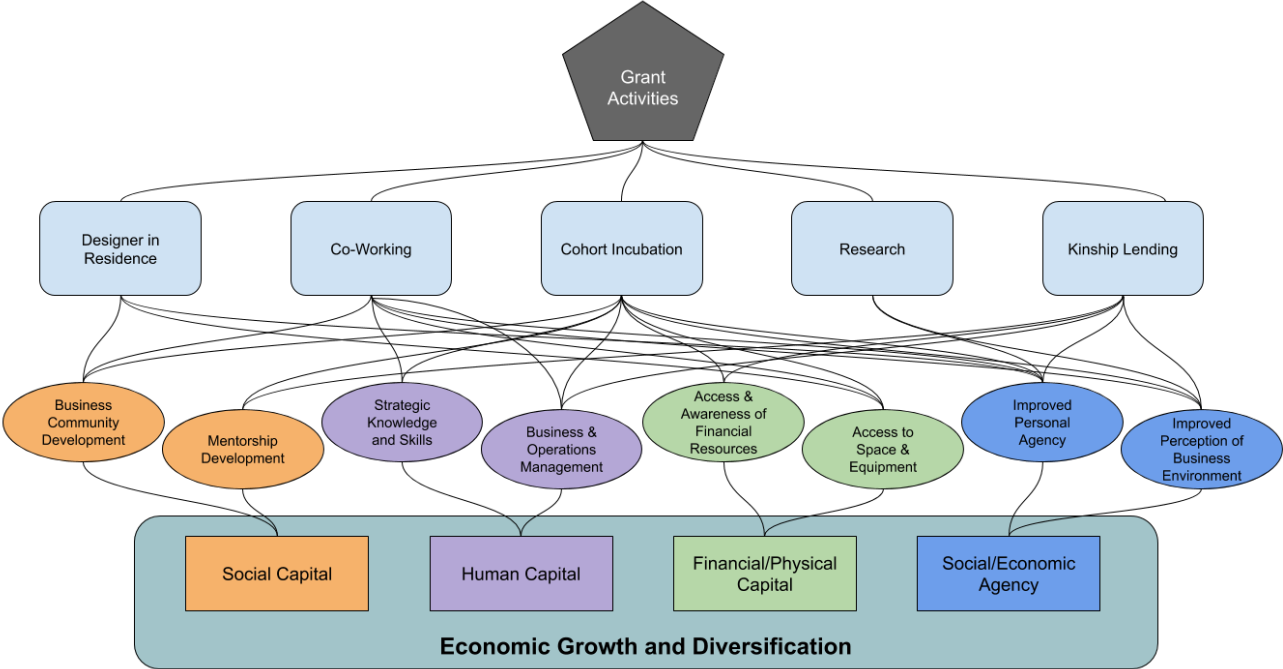 Grant
Activities
Designer in
Residence
Co-Working
Cohort Incubation
Research
Kinship Lending
Business
Community
Development
Mentorship
Development
Strategic
Knowledge
and Skills
Business &
Operations
Management
Access &
Awareness of
Financial
Resources
Access to
Space &
Equipment
Improved
Personal
Agency
Improved
Perception of
Business
Environment
Social Capital
Human Capital
Financial/Physical
Capital
Social/Economic
Agency
Economic Growth and Diversification